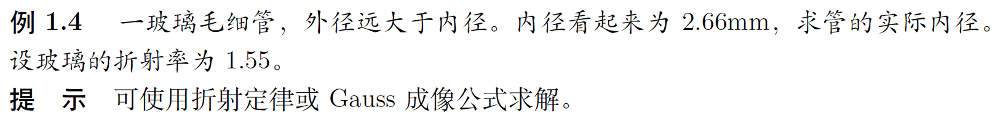 例 1.4 一玻璃毛细管，外径远大于内径。内径看起来为 2.66mm，求管的实际内径。
设玻璃的折射率为 1.55。
提 示 可使用折射定律或 Gauss 成像公式求解。